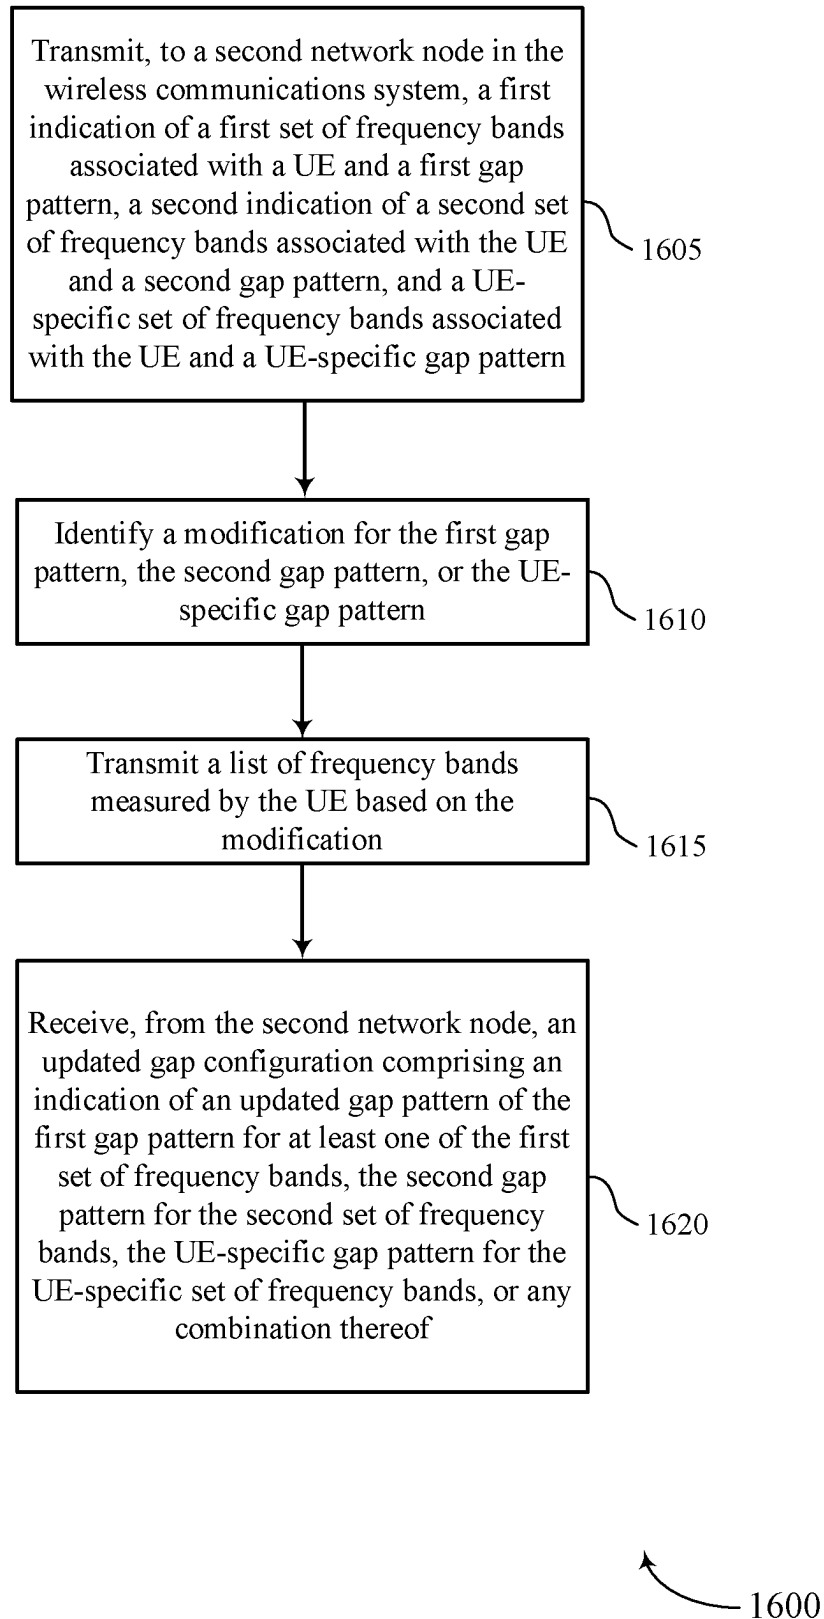 Transmit, to a second network node in the
wireless communications system, a first
indication of a first set of frequency bands
associated with a UE and a first gap
pattern, a second indication of a second set
of frequency bands associated with the UE
and a second gap pattern, and a UE-
specific set of frequency bands associated
with the UE and a UE-specific gap pattern
1605
Identify a modification for the first gap
pattern, the second gap pattern, or the UE-
specific gap pattern
1610
Transmit a list of frequency bands
measured by the UE based on the
modification
1615
Receive, from the second network node, an
updated gap configuration comprising an
indication of an updated gap pattern of the
first gap pattern for at least one of the first
set of frequency bands, the second gap
pattern for the second set of frequency
bands, the UE-specific gap pattern for the
UE-specific set of frequency bands, or any
combination thereof
1620
1600